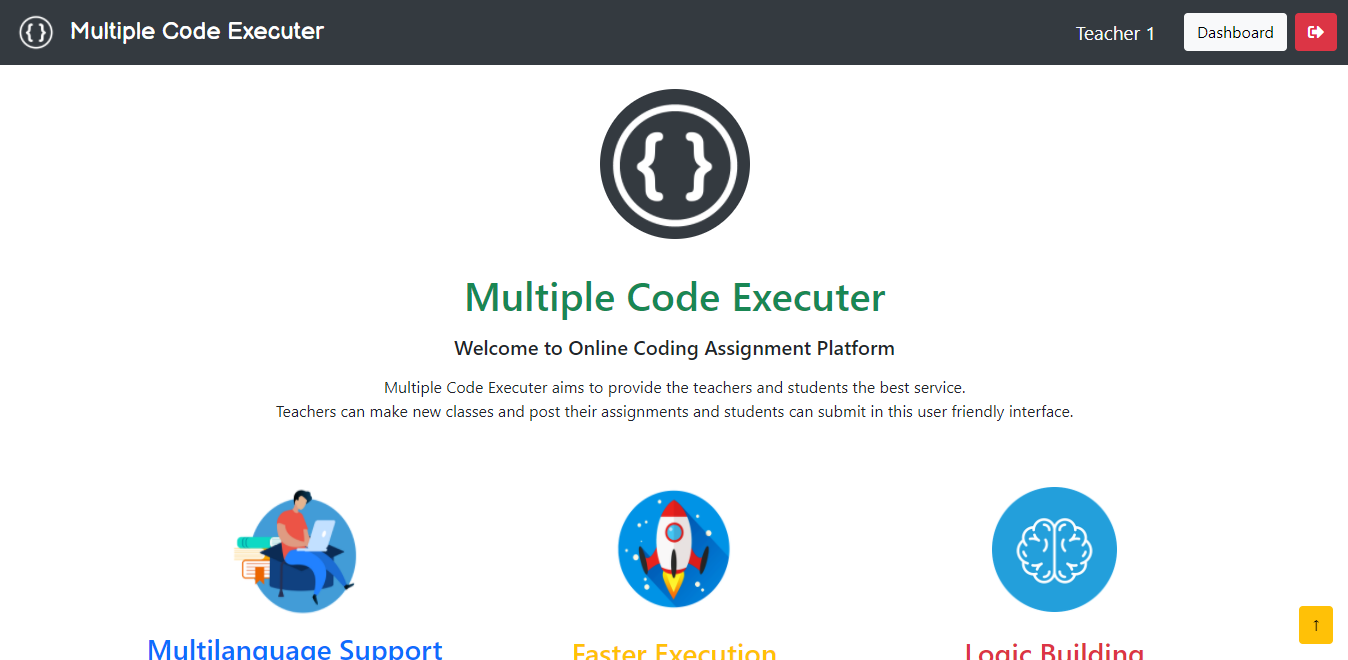 {} Multiple Code Executer
Teacher 1
Dashboard
{ }
Multiple Code Executer
Welcome to Online Coding Assignment Platform
Multiple Code Executer aims to provide the teachers and students the best service.
Teachers can make new classes and post their assignments and students can submit in this user friendly interface.
Multilanguage Support
Faster Execution
Logic Building
↑